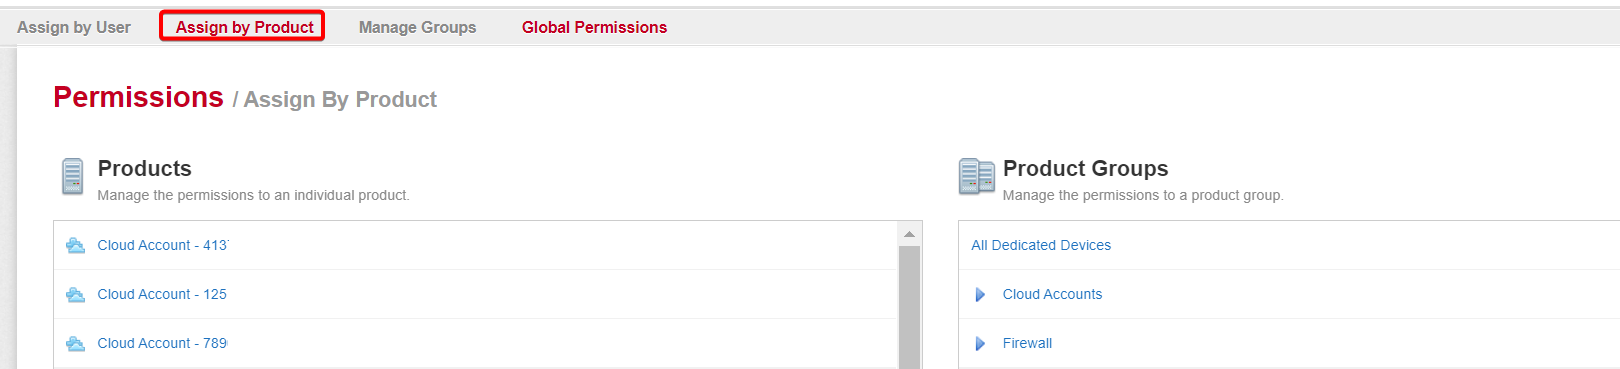 Assign by User Assign by Product Manage Groups Global Permissions
Permissions / Assign By Product
Products
Manage the permissions to an individual product.
Cloud Account - 413
Cloud Account - 125
Cloud Account - 789
Product Groups
Manage the permissions to a product group.
All Dedicated Devices
Cloud Accounts
Firewall